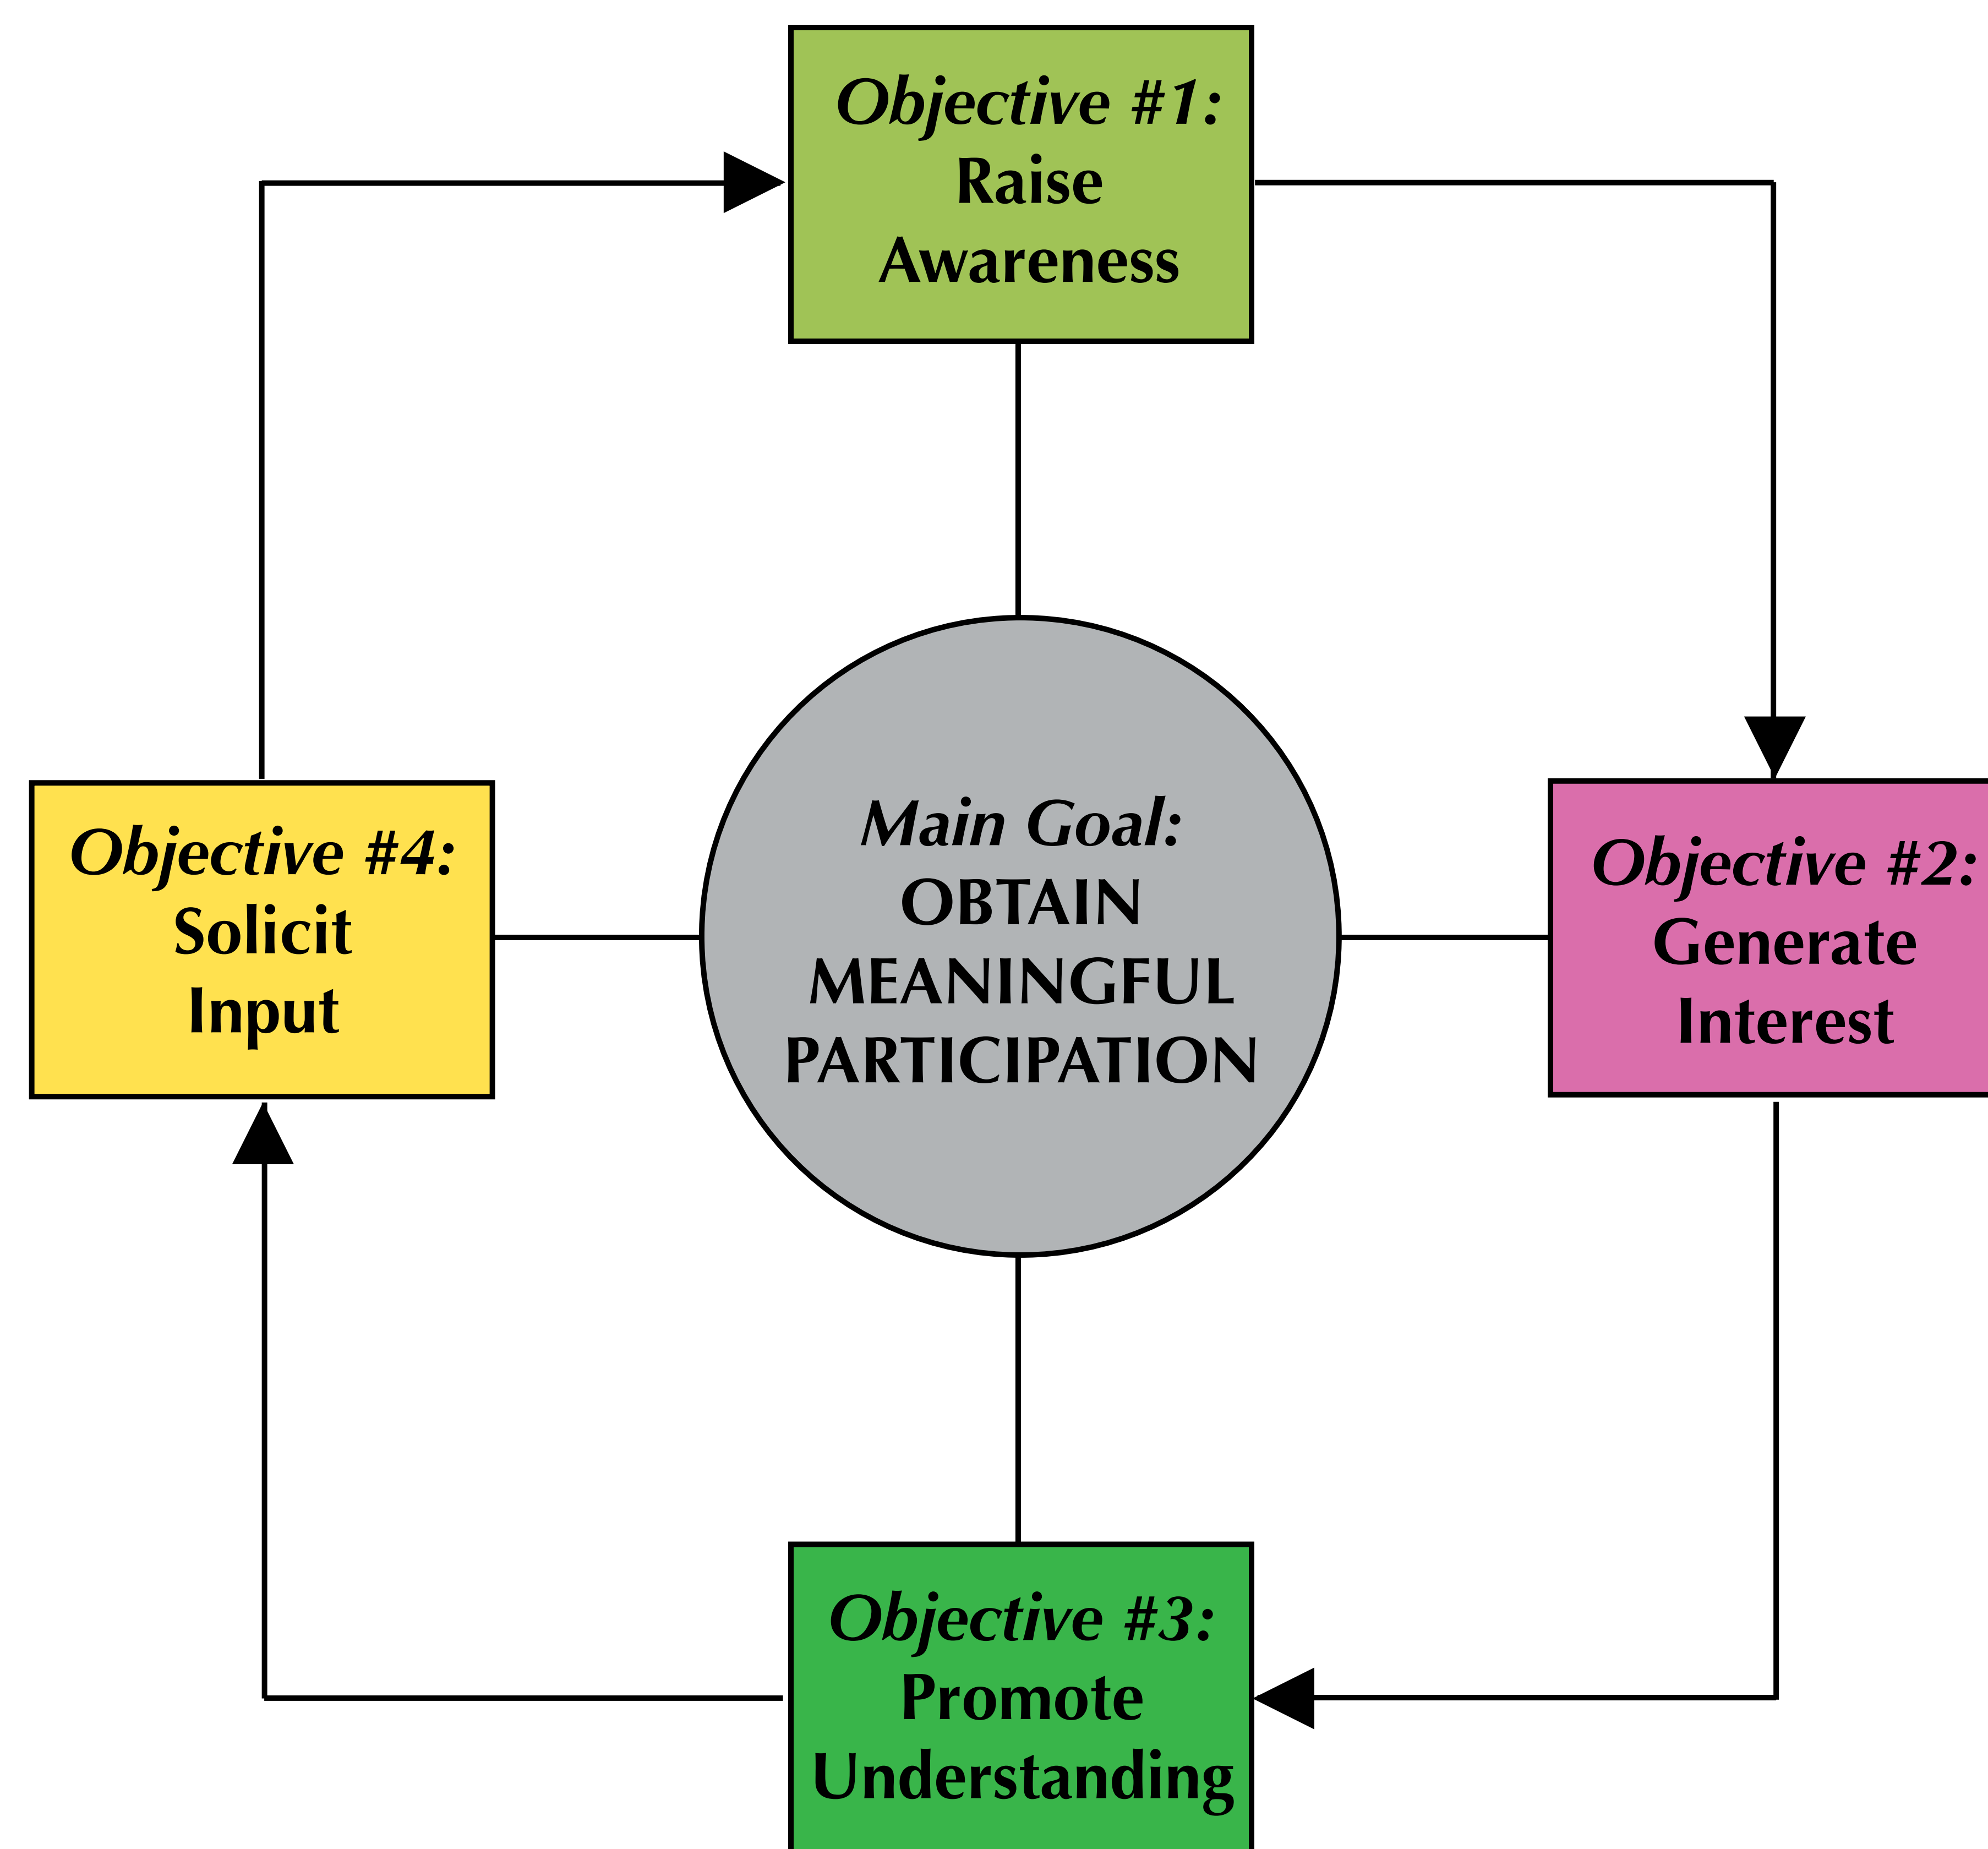 Objective #1:
Raise
Awareness
Objective #4:
Solicit
Input
Main Goal:
OBTAIN
MEANINGFUL
PARTICIPATION
Objective #2:
Generate
Interest
Objective #3:
Promote
Understanding